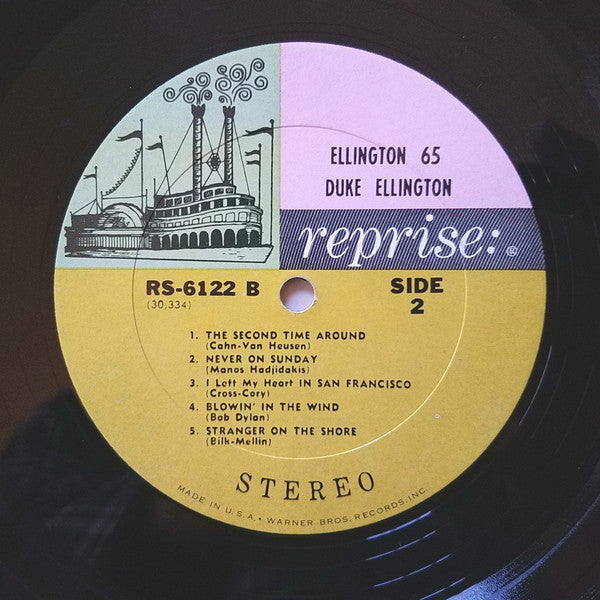 ELLINGTON 65
DUKE ELLINGTON
reprise:
RS-6122 B
(30,334)
SIDE
2
1. THE SECOND TIME AROUND
(Cahn-Van Heusen)
2. NEVER ON SUNDAY
(Manos Hadjidakis)
3. I Left My Heart IN SAN FRANCISCO
(Cross-Cory)
4. BLOWIN' IN THE WIND
(Bob Dylan)
5. STRANGER ON THE SHORE
(Bilk-Mellin)
STEREO
MADE IN U.S.A. • WARNER BROS. RECORDS, INC.